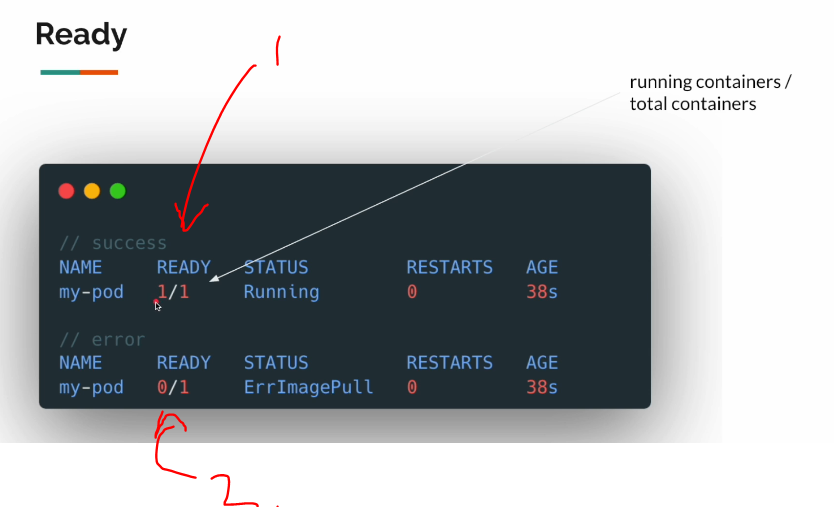 Ready
1
running containers /
total containers
// success
NAME READY STATUS RESTARTS AGE
my-pod 1/1 Running 0 38s
// error
NAME READY STATUS RESTARTS AGE
my-pod 0/1 ErrImagePull 0 38s
2